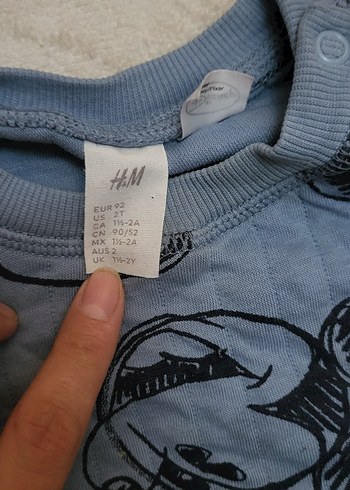 H&M
EUR 92
US 2T
CA 1½-2A
CN 90/52
MX 1½-2A
AUS 2
UK 1½-2Y